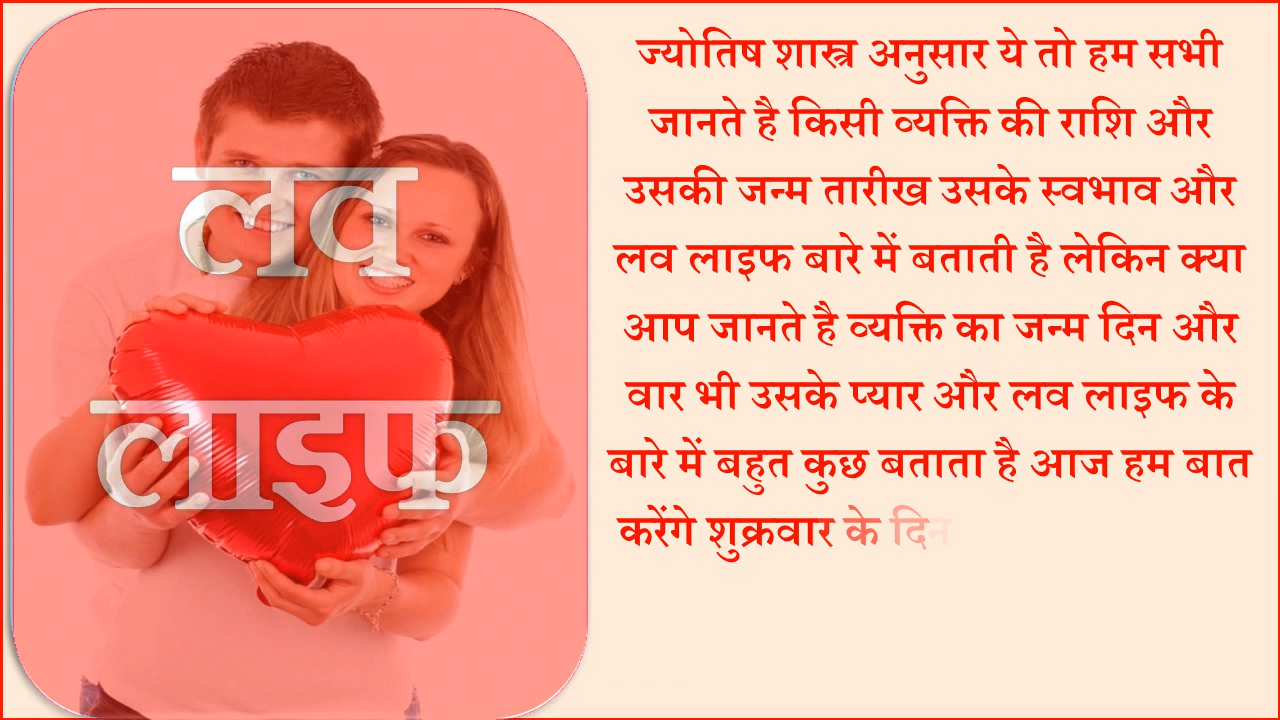 लव
लाइफ
ज्योतिष शास्त्र अनुसार ये तो हम सभी
जानते है किसी व्यक्ति की राशि और
उसकी जन्म तारीख उसके स्वभाव और
लव लाइफ बारे में बताती है लेकिन क्या
आप जानते है व्यक्ति का जन्म दिन और
वार भी उसके प्यार और लव लाइफ के
बारे में बहुत कुछ बताता है आज हम बात
करेंगे शुक्रवार के दिन